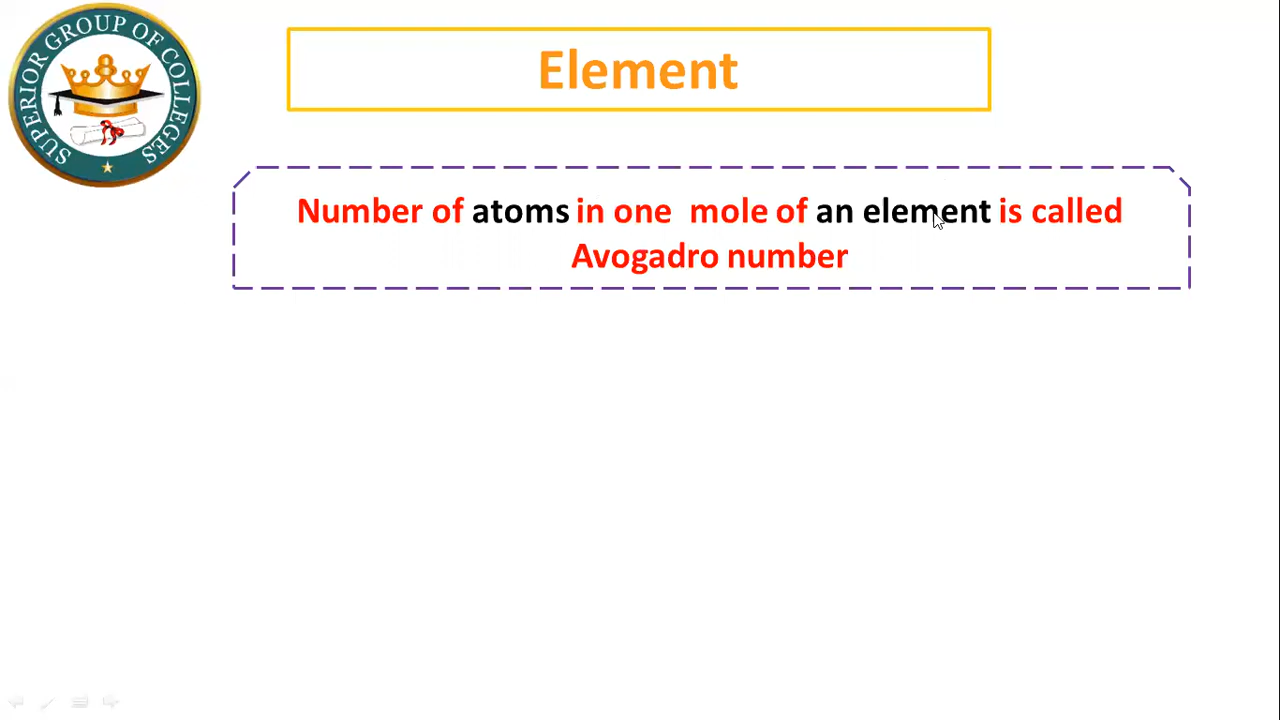 SUPERIOR GROUP OF COLLEGES
Element
Number of atoms in one mole of an element is called
Avogadro number